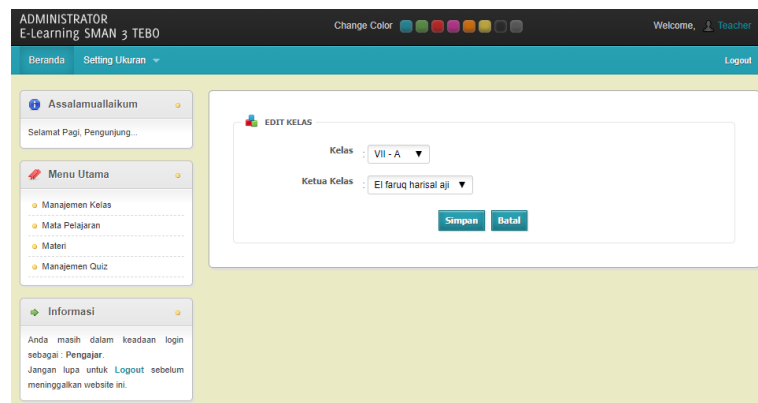 ADMINISTRATOR
E-Learning SMAN 3 TEBO
Change Color
Welcome, Teacher
Beranda Setting Ukuran
Logout
Assalamuallaikum
Selamat Pagi, Pengunjung...
Menu Utama
Manajemen Kelas
Mata Pelajaran
Materi
Manajemen Quiz
Informasi
Anda masih dalam keadaan login
sebagai : Pengajar.
Jangan lupa untuk Logout sebelum
meninggalkan website ini.
EDIT KELAS
Kelas : VII - A
Ketua Kelas : El faruq harisal aji
Simpan Batal